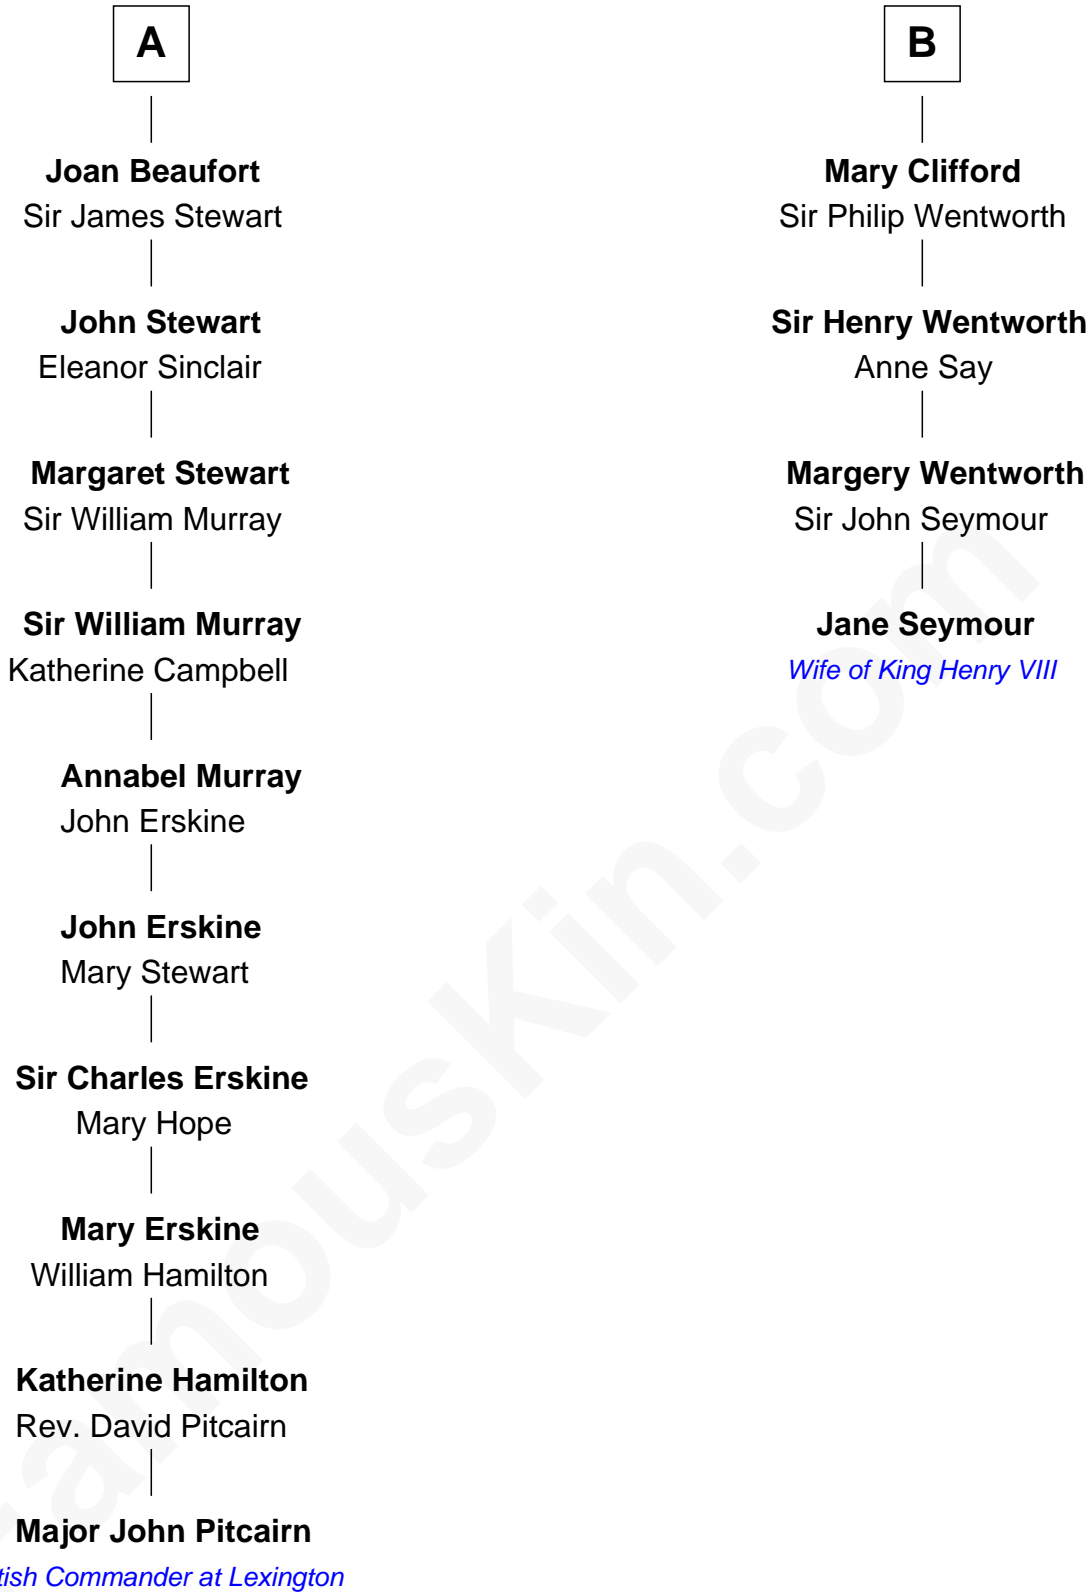 A
Joan Beaufort
Sir James Stewart
John Stewart
Eleanor Sinclair
Margaret Stewart
Sir William Murray
Sir William Murray
Katherine Campbell
Annabel Murray
John Erskine
John Erskine
Mary Stewart
Sir Charles Erskine
Mary Hope
Mary Erskine
William Hamilton
Katherine Hamilton
Rev. David Pitcairn
Major John Pitcairn
tish Commander at Lexington
B
Mary Clifford
Sir Philip Wentworth
Sir Henry Wentworth
Anne Say
Margery Wentworth
Sir John Seymour
Jane Seymour
Wife of King Henry VIII
FamousKin.com